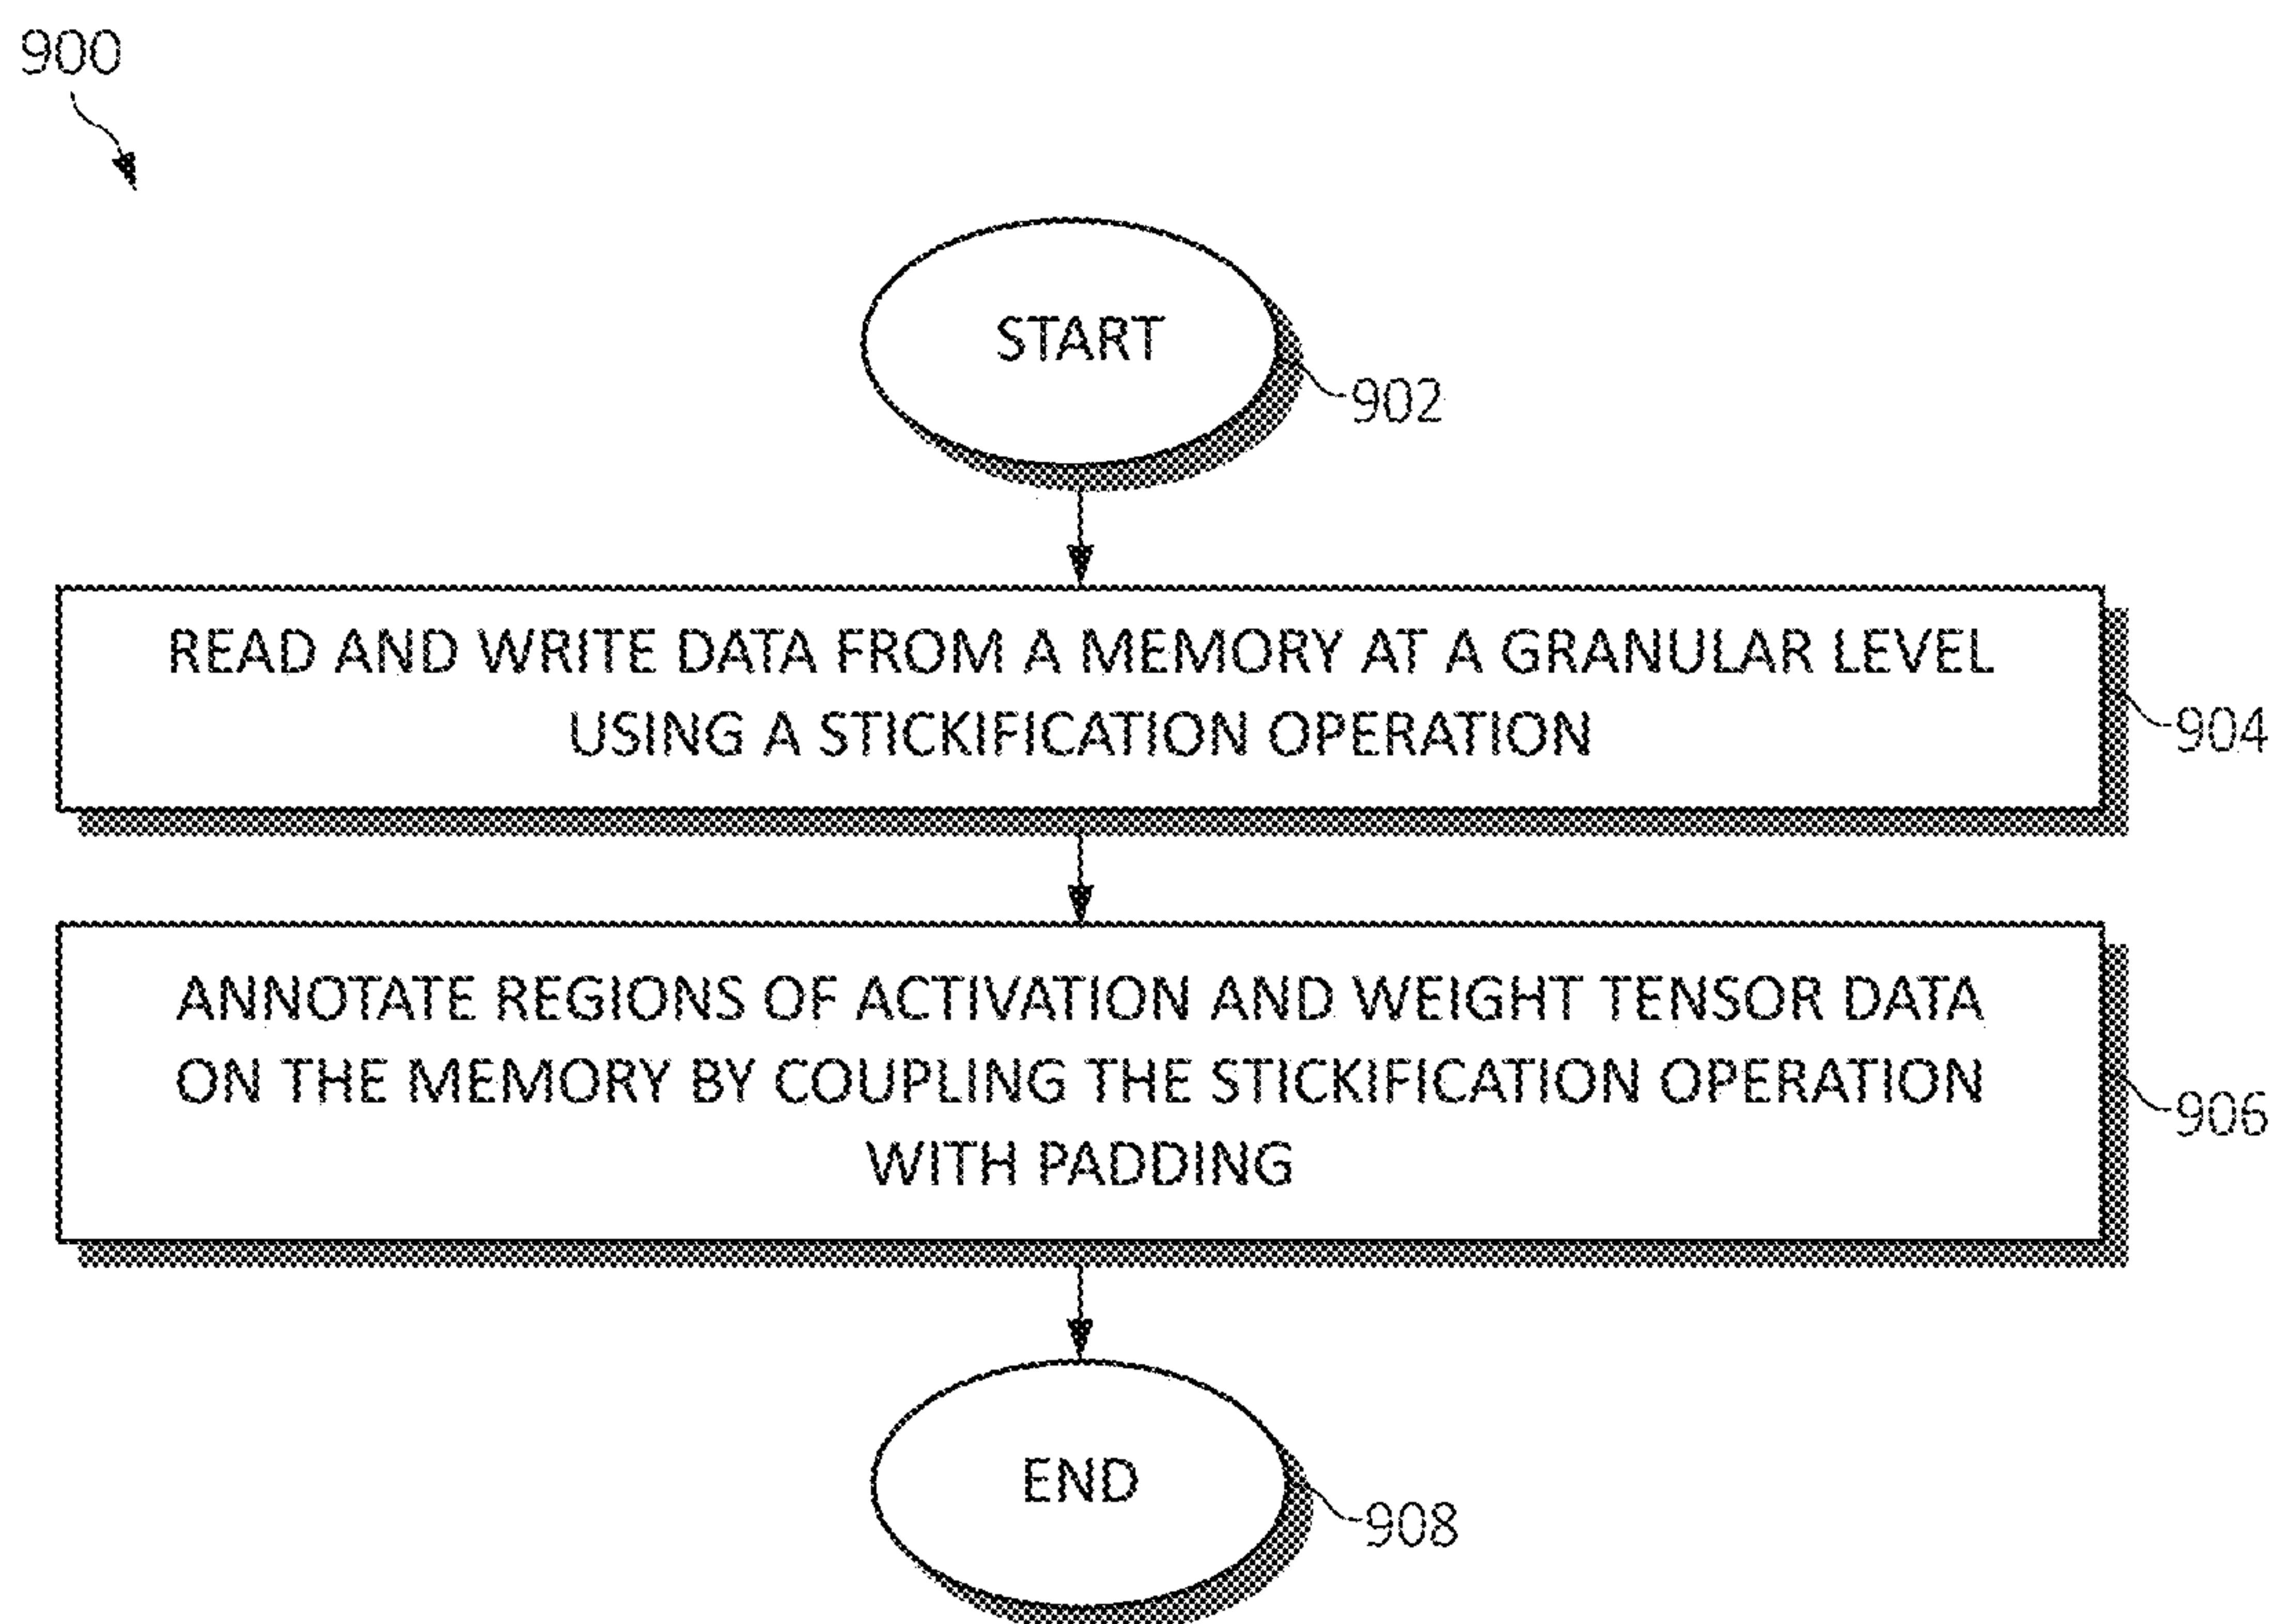 900
START
902
READ AND WRITE DATA FROM A MEMORY AT A GRANULAR LEVEL
USING A STICKIFICATION OPERATION
904
ANNOTATE REGIONS OF ACTIVATION AND WEIGHT TENSOR DATA
ON THE MEMORY BY COUPLING THE STICKIFICATION OPERATION
WITH PADDING
906
END
908